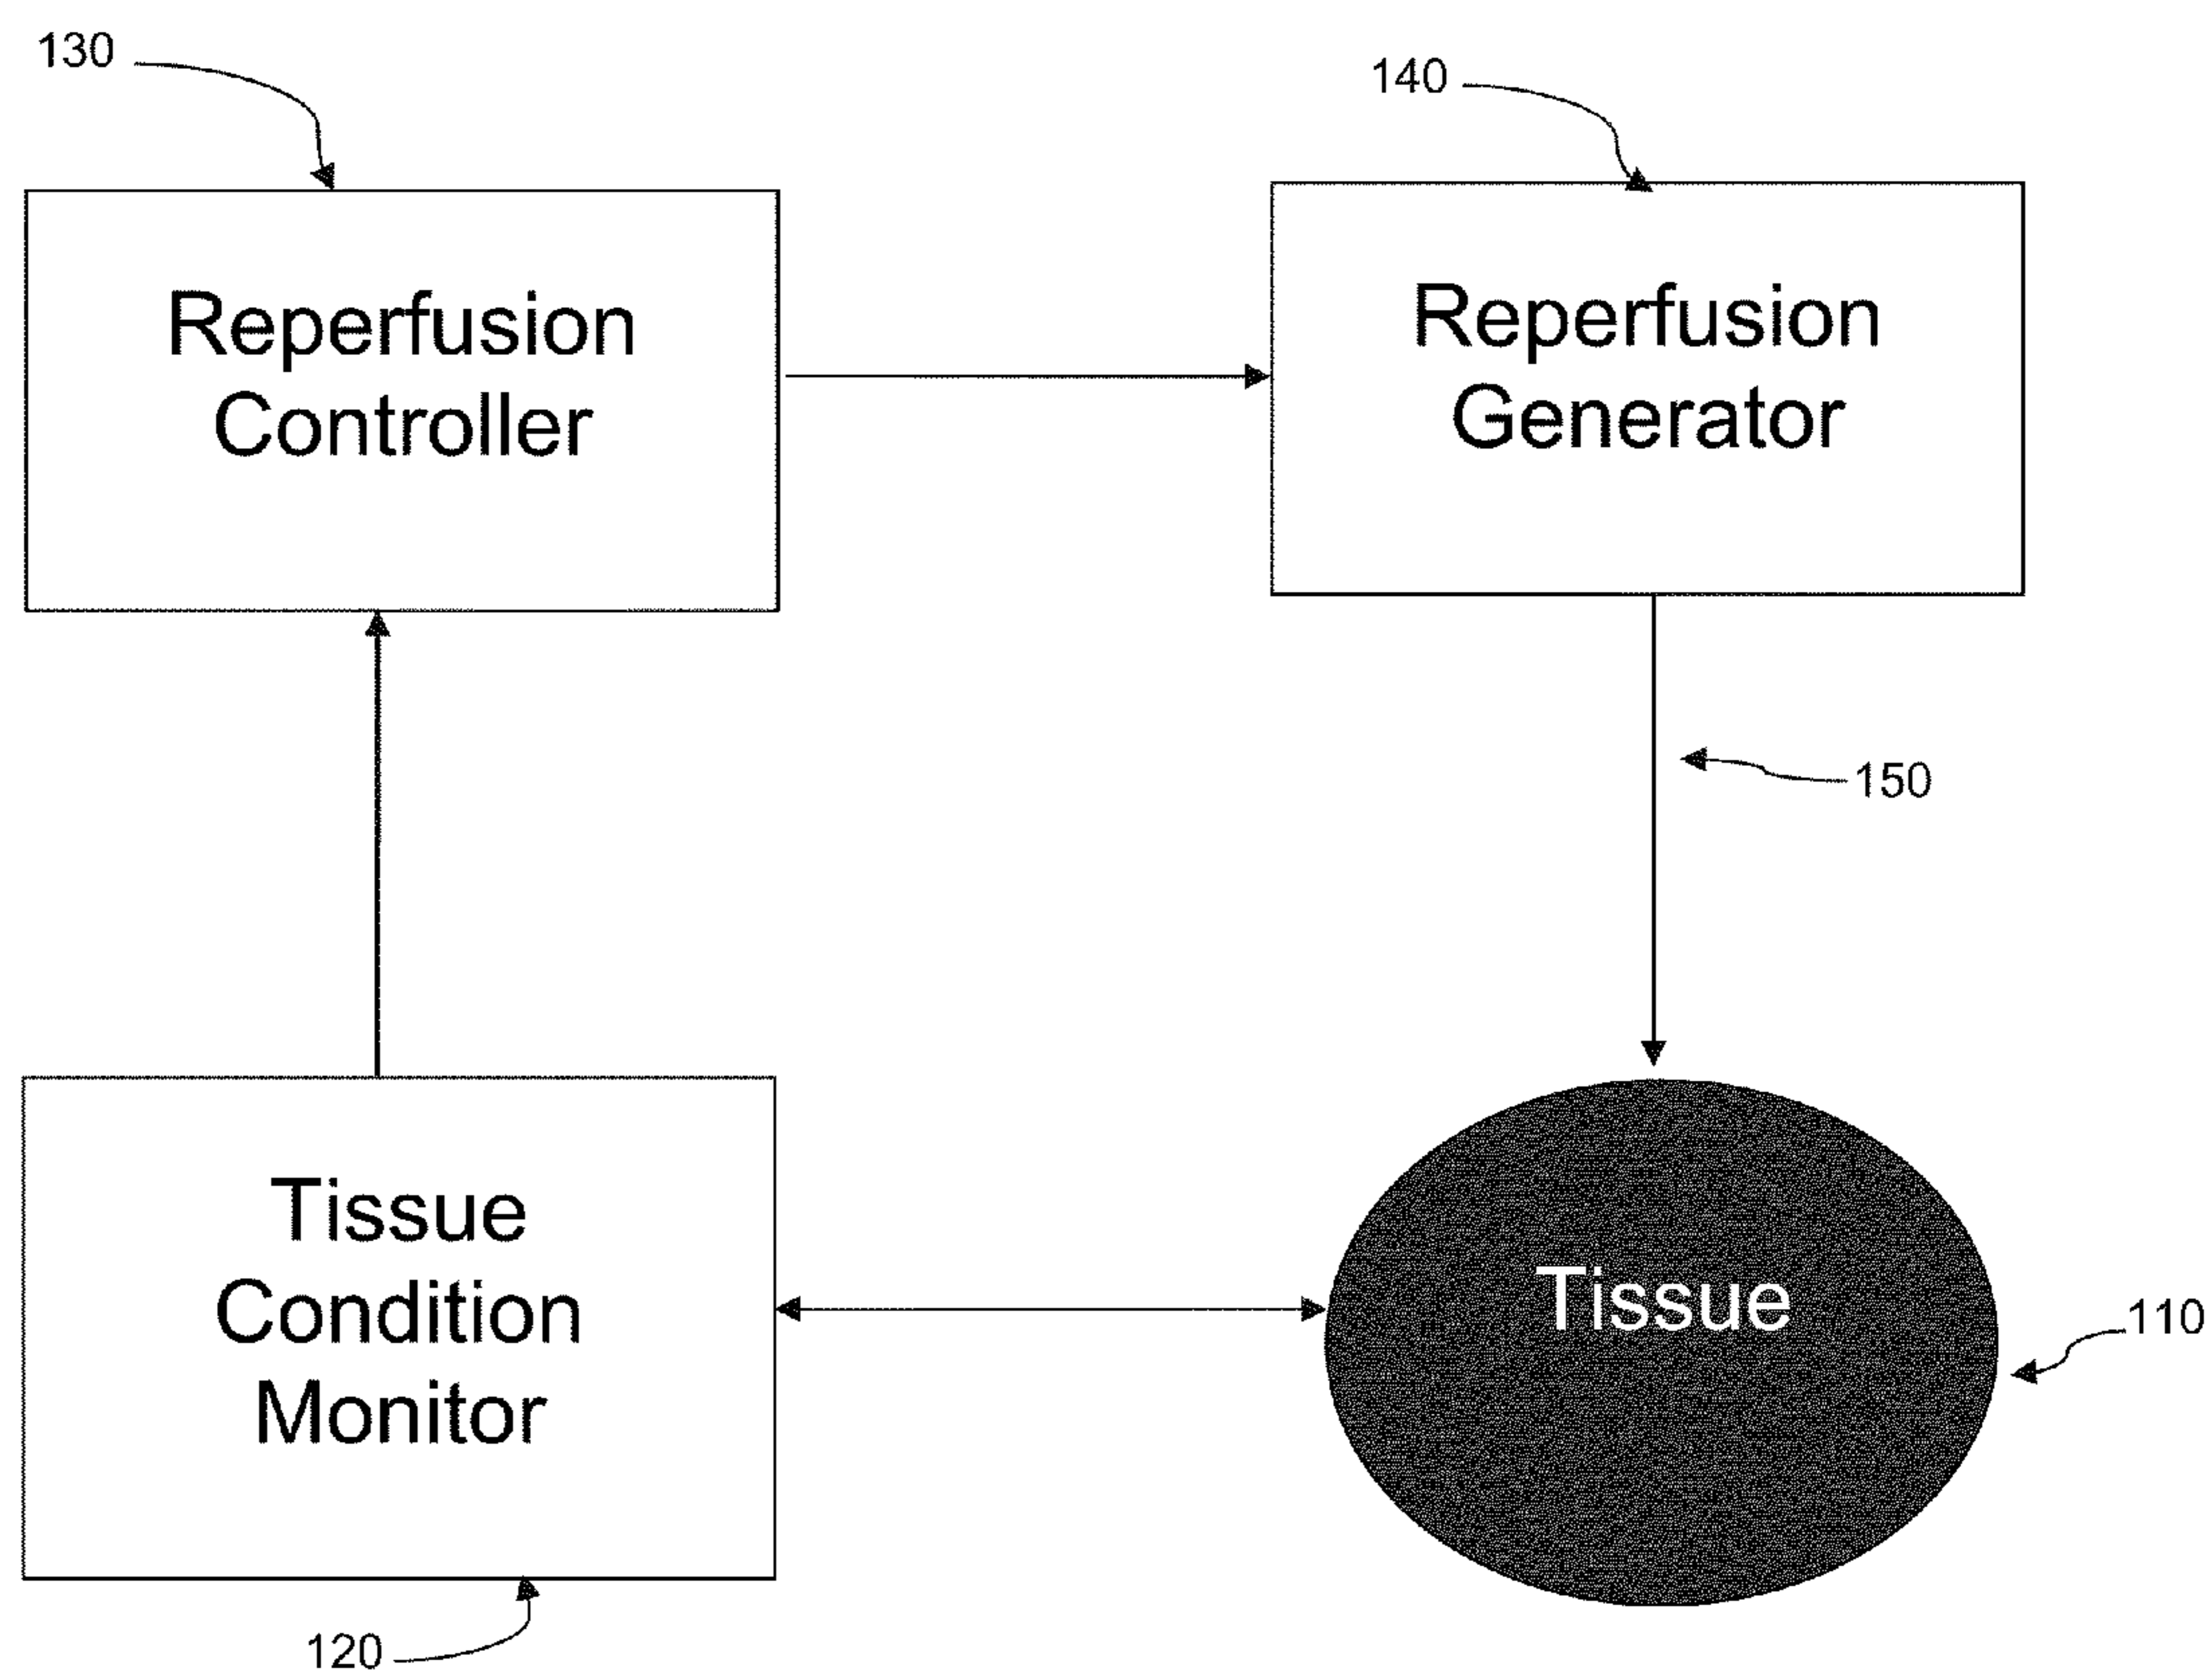 130
140
Reperfusion
Controller
Reperfusion
Generator
150
Tissue
Condition
Monitor
Tissue
110
120